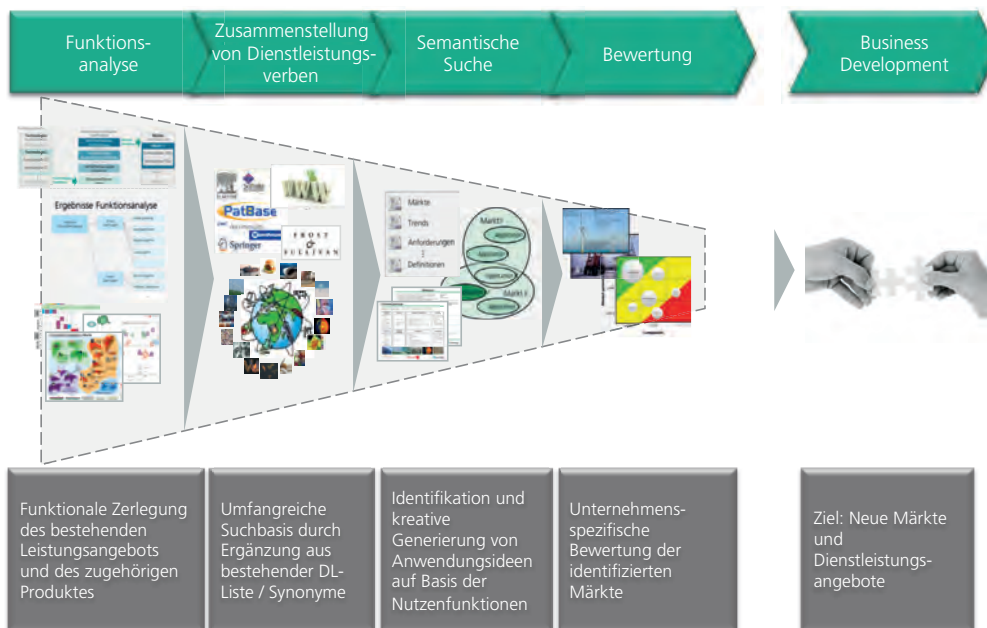 Funktions-
analyse
Zusammenstellung
von Dienstleistungs-
verben
Semantische
Suche
Bewertung
Business
Development
Ergebnisse Funktionsanalyse
www
PatBase
Springer
FROST
&
SULLIVAN
Märkte
Trends
Anforderungen
Definitionen
Markt I
Markt II
Funktionale Zerlegung
des bestehenden
Leistungsangebots
und des zugehörigen
Produktes
Umfangreiche
Suchbasis durch
Ergänzung aus
bestehender DL-
Liste / Synonyme
Identifikation und
kreative
Generierung von
Anwendungsideen
auf Basis der
Nutzenfunktionen
Unternehmens-
spezifische
Bewertung der
identifizierten
Märkte
Ziel: Neue Märkte
und
Dienstleistungs-
angebote